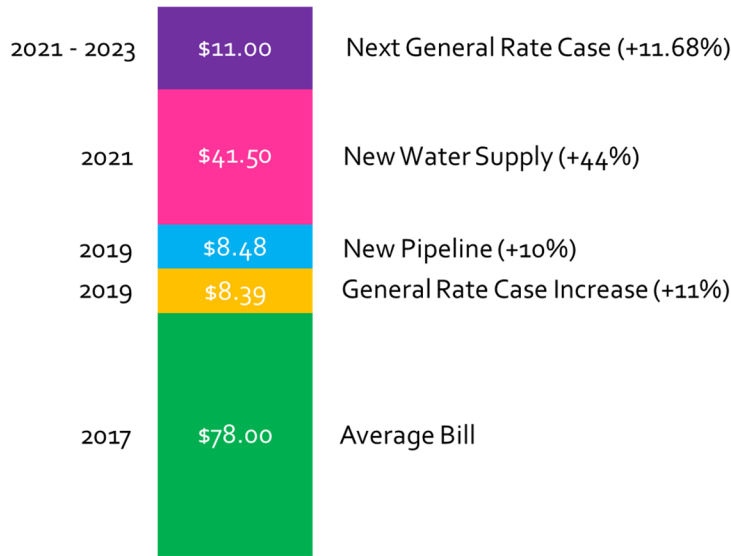 2021 - 2023 $11.00 Next General Rate Case (+11.68%)
2021 $41.50 New Water Supply (+44%)
2019 $8.48 New Pipeline (+10%)
2019 $8.39 General Rate Case Increase (+11%)
2017 $78.00 Average Bill